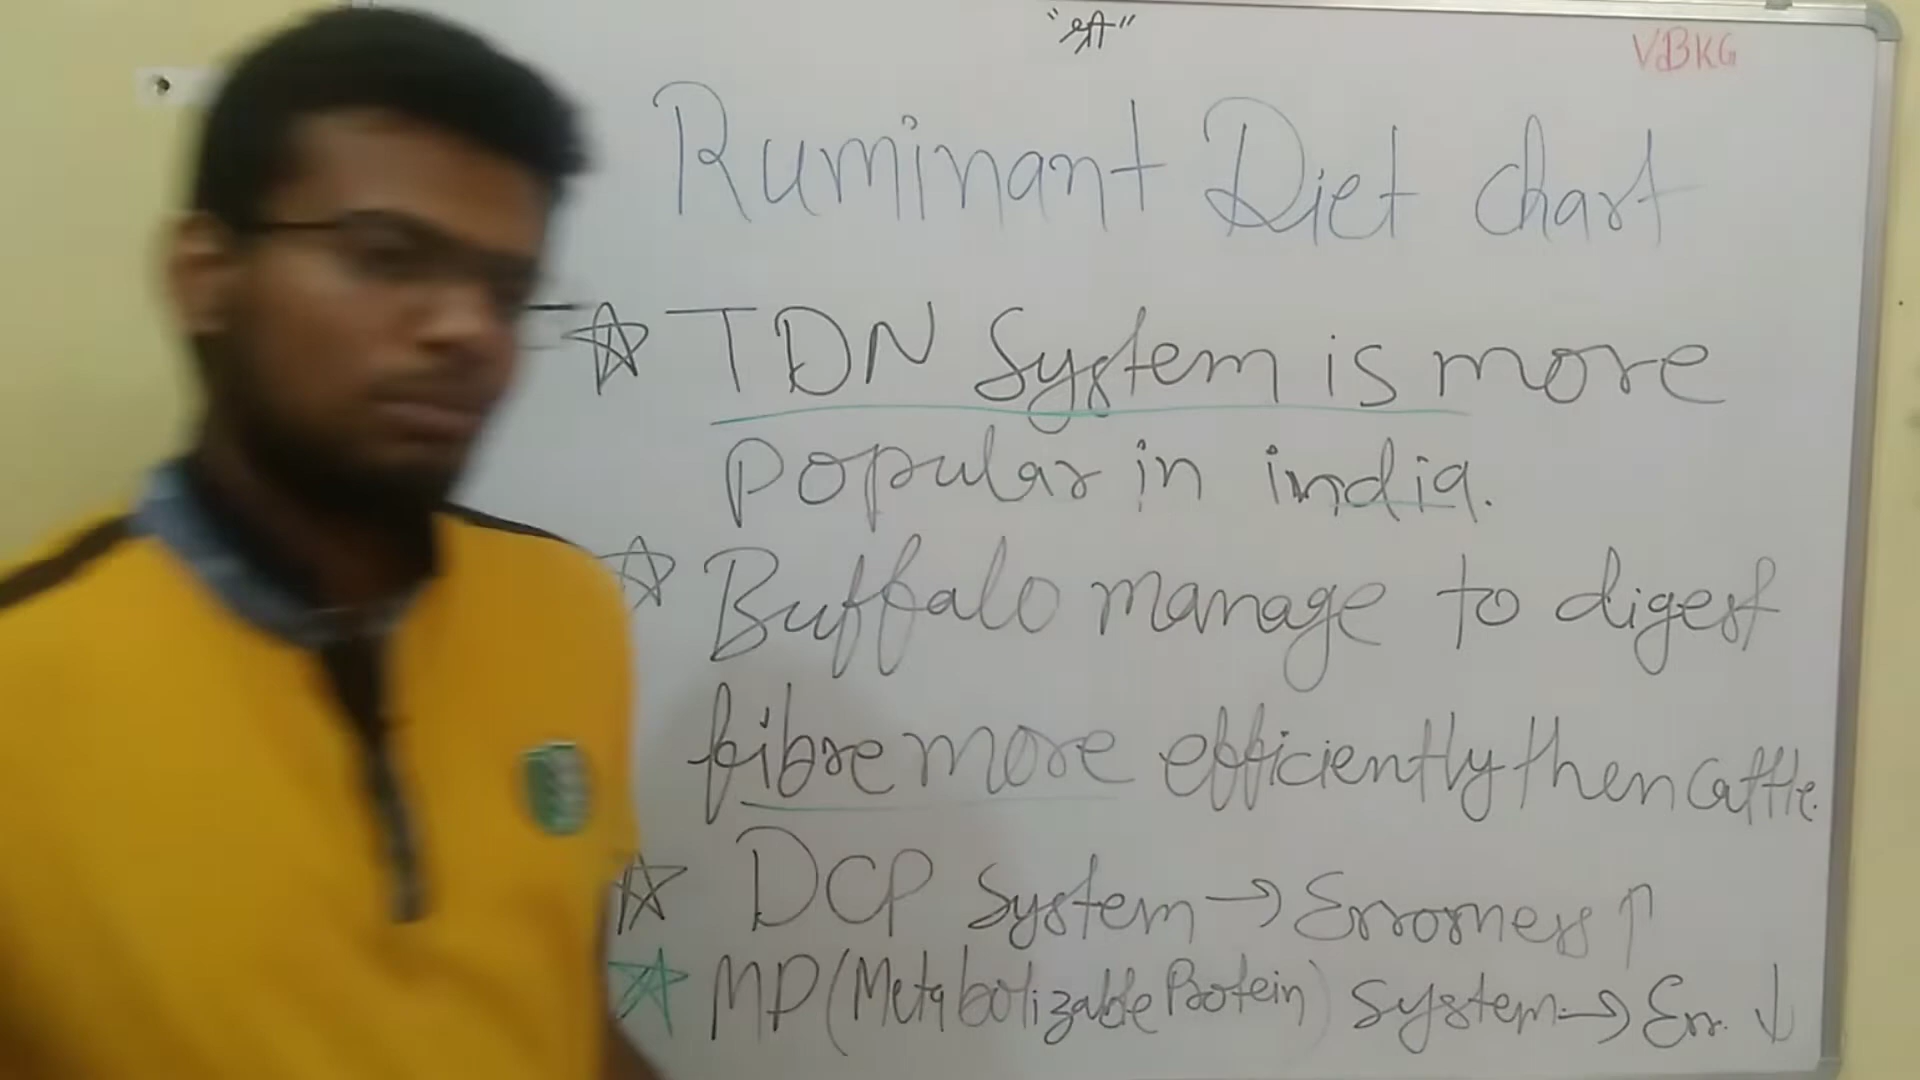 "श्री"
VBKG
Ruminant Diet chart
☆ TDN System is more
popular in india.
☆ Buffalo manage to digest
fibre more efficiently then Cattle.
☆ DCP System → Erroness ↑
☆ MP (Metabolizable Protein) System → Err. ↓